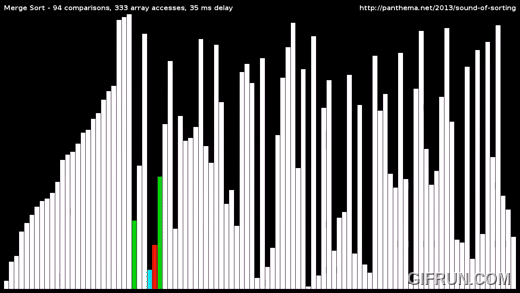 Merge Sort - 94 comparisons, 333 array accesses, 35 ms delay
http://panthema.net/2013/sound-of-sorting
GIFRUN.COM